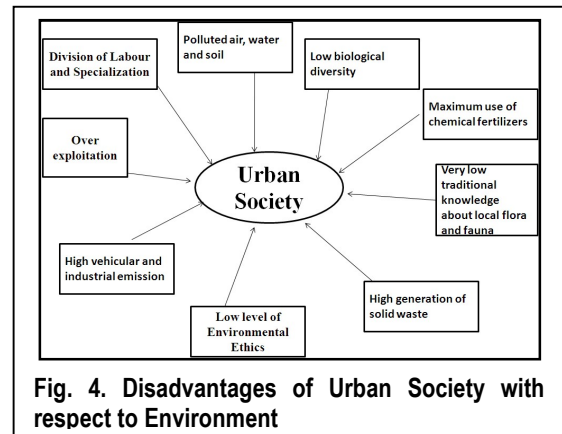 Polluted air, water
and soil
Division of Labour
and Specialization
Low biological
diversity
Maximum use of
chemical fertilizers
Over
exploitation
Urban
Society
Very low
traditional
knowledge
about local flora
and fauna
High vehicular and
industrial emission
Low level of
Environmental
Ethics
High generation of
solid waste
Fig. 4. Disadvantages of Urban Society with
respect to Environment